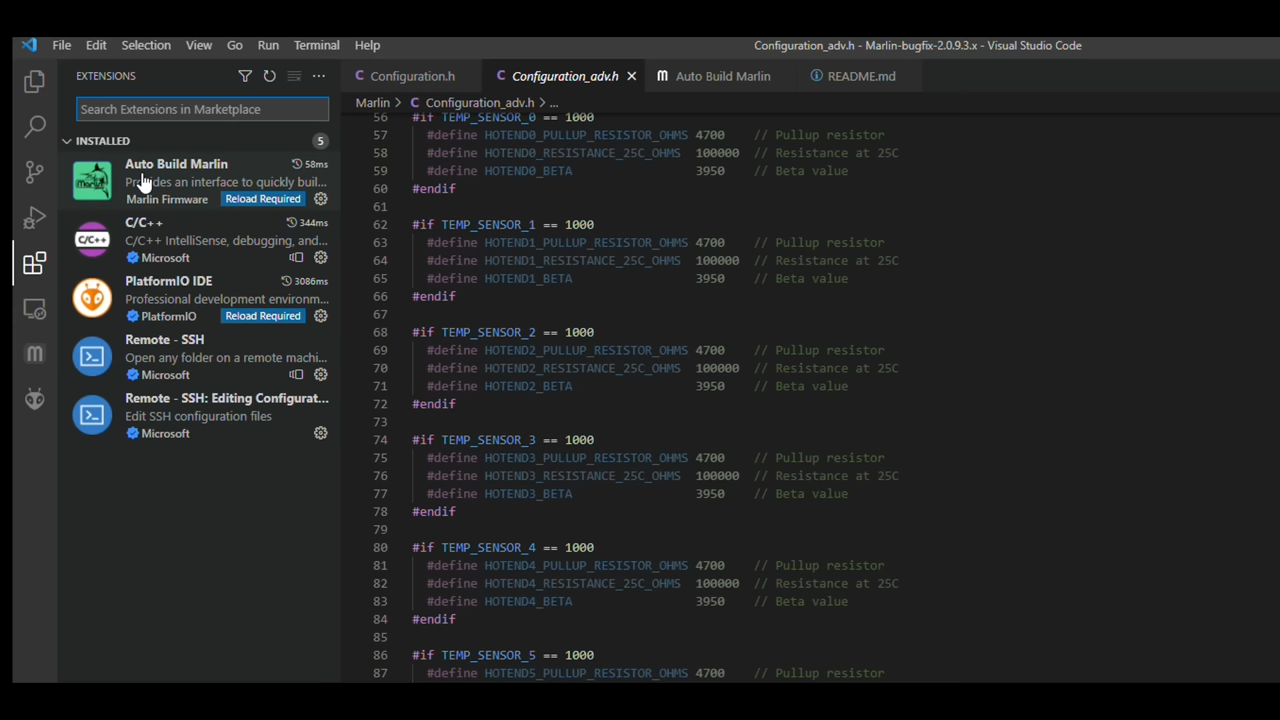 File Edit Selection View Go Run Terminal Help
Configuration_adv.h - Marlin-bugfix-2.0.9.3.x - Visual Studio Code
EXTENSIONS
Search Extensions in Marketplace
INSTALLED 5
Auto Build Marlin 58ms
Provides an interface to quickly buil...
Marlin Firmware Reload Required
C/C++
C/C++ 344ms
C/C++ IntelliSense, debugging, and...
Microsoft
PlatformIO IDE 3086ms
Professional development environm...
PlatformIO Reload Required
Remote - SSH
Open any folder on a remote machi...
Microsoft
Remote - SSH: Editing Configurat...
Edit SSH configuration files
Microsoft
C Configuration.h C Configuration_adv.h Auto Build Marlin README.md
Marlin > C Configuration_adv.h > ...
56 #if TEMP_SENSOR_0 == 1000
57 #define HOTEND0_PULLUP_RESISTOR_OHMS 4700 // Pullup resistor
58 #define HOTEND0_RESISTANCE_25C_OHMS 100000 // Resistance at 25C
59 #define HOTEND0_BETA 3950 // Beta value
60 #endif
61
62 #if TEMP_SENSOR_1 == 1000
63 #define HOTEND1_PULLUP_RESISTOR_OHMS 4700 // Pullup resistor
64 #define HOTEND1_RESISTANCE_25C_OHMS 100000 // Resistance at 25C
65 #define HOTEND1_BETA 3950 // Beta value
66 #endif
67
68 #if TEMP_SENSOR_2 == 1000
69 #define HOTEND2_PULLUP_RESISTOR_OHMS 4700 // Pullup resistor
70 #define HOTEND2_RESISTANCE_25C_OHMS 100000 // Resistance at 25C
71 #define HOTEND2_BETA 3950 // Beta value
72 #endif
73
74 #if TEMP_SENSOR_3 == 1000
75 #define HOTEND3_PULLUP_RESISTOR_OHMS 4700 // Pullup resistor
76 #define HOTEND3_RESISTANCE_25C_OHMS 100000 // Resistance at 25C
77 #define HOTEND3_BETA 3950 // Beta value
78 #endif
79
80 #if TEMP_SENSOR_4 == 1000
81 #define HOTEND4_PULLUP_RESISTOR_OHMS 4700 // Pullup resistor
82 #define HOTEND4_RESISTANCE_25C_OHMS 100000 // Resistance at 25C
83 #define HOTEND4_BETA 3950 // Beta value
84 #endif
85
86 #if TEMP_SENSOR_5 == 1000
87 #define HOTEND5_PULLUP_RESISTOR_OHMS 4700 // Pullup resistor